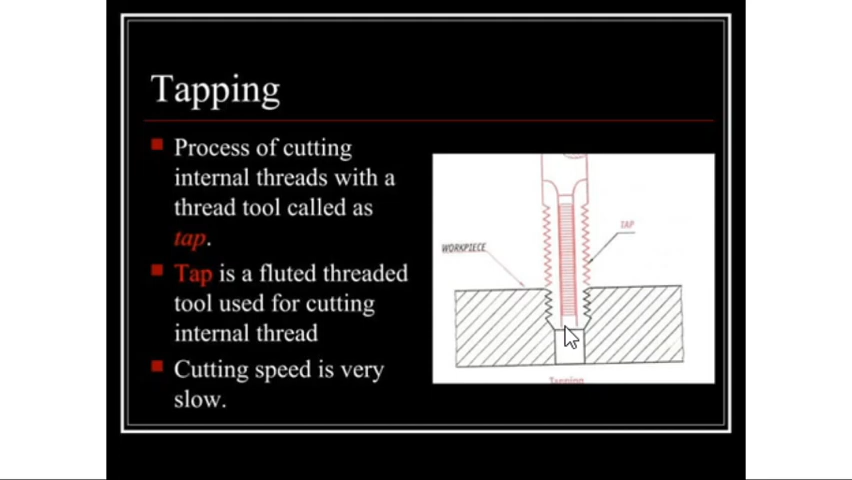 Tapping
Process of cutting
internal threads with a
thread tool called as
tap.
Tap is a fluted threaded
tool used for cutting
internal thread
Cutting speed is very
slow.
TAP
WORKPIECE
Tapping